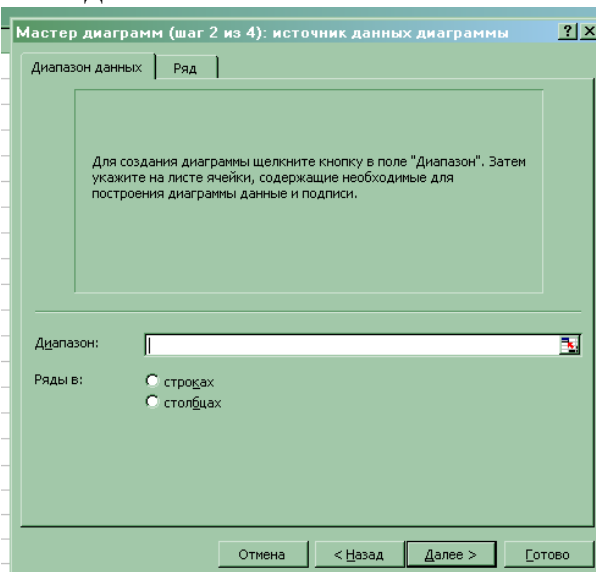 Мастер диаграмм (шаг 2 из 4): источник данных диаграммы
Диапазон данных Ряд
Для создания диаграммы щелкните кнопку в поле "Диапазон". Затем
укажите на листе ячейки, содержащие необходимые для
построения диаграммы данные и подписи.
Диапазон:
Ряды в: строках
столбцах
Отмена < Назад Далее > Готово